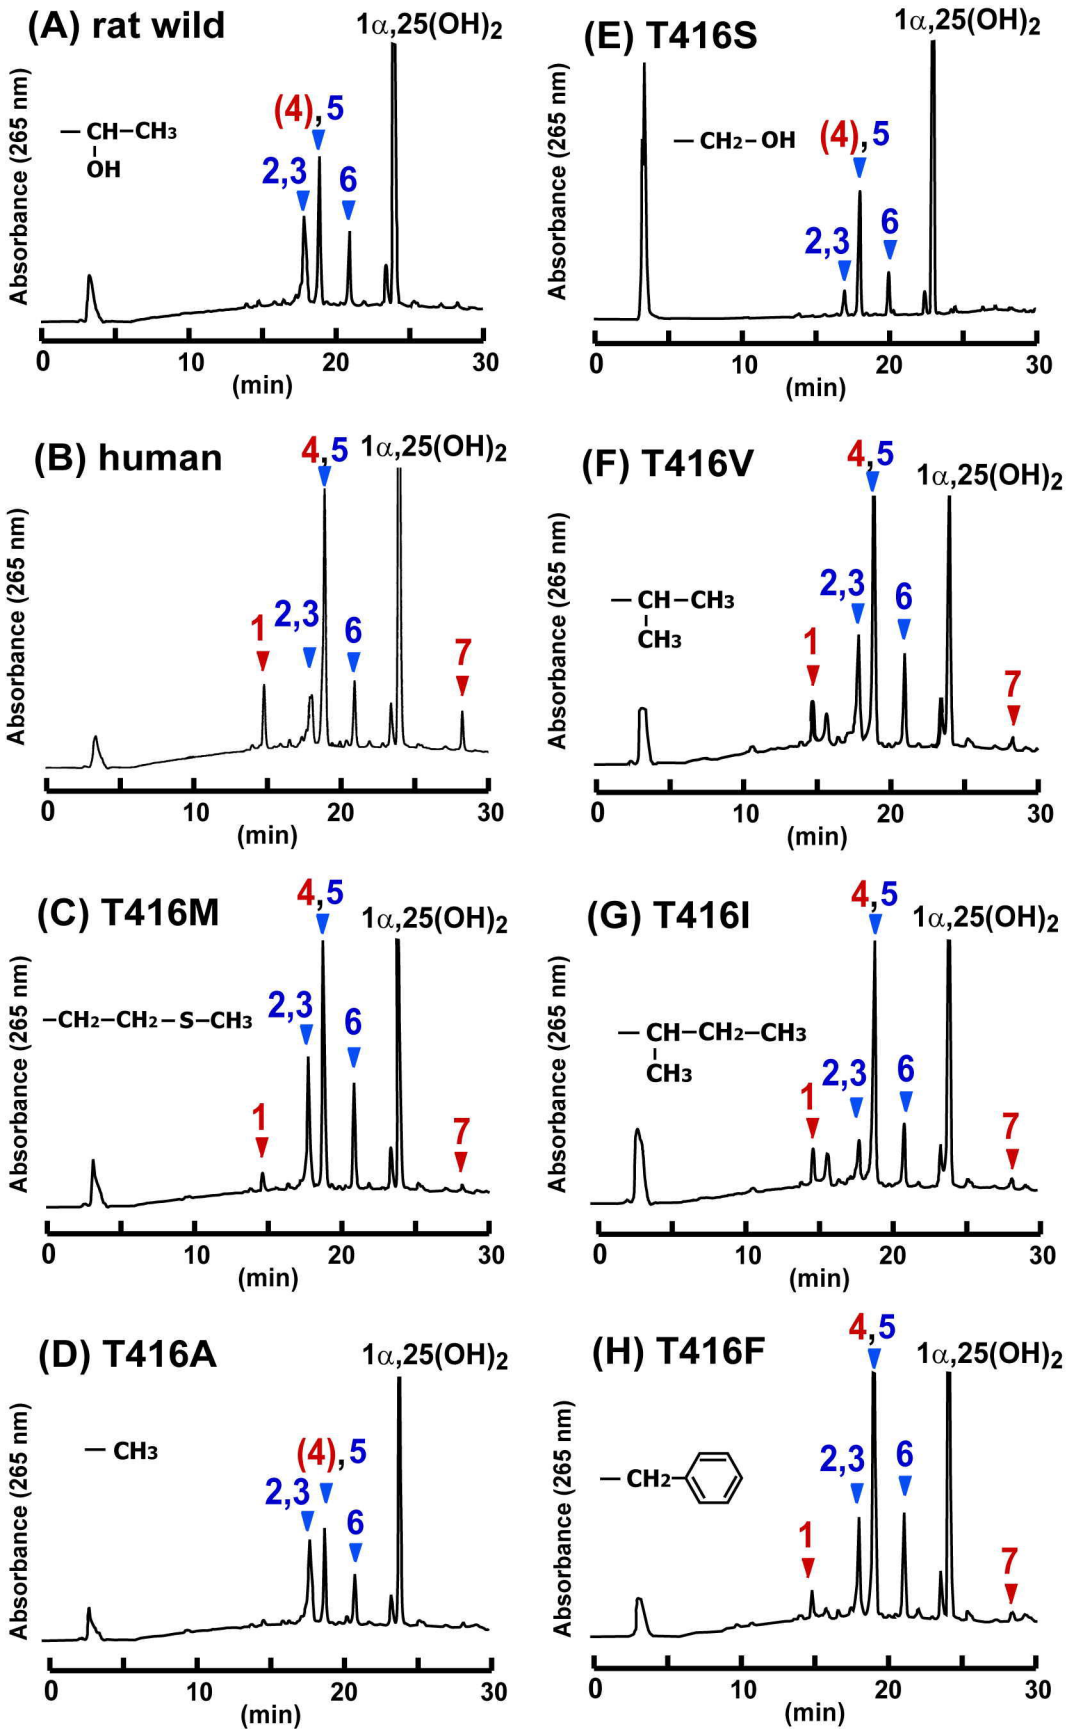 (A) rat wild
1α,25(OH)2
(4),5
2,3
6
— CH—CH3
OH
Absorbance (265 nm)
0 10 20 30
(min)
(B) human
1α,25(OH)2
4,5
2,3
1
6
7
Absorbance (265 nm)
0 10 20 30
(min)
(C) T416M
1α,25(OH)2
4,5
2,3
6
1
7
—CH2—CH2—S—CH3
Absorbance (265 nm)
0 10 20 30
(min)
(D) T416A
1α,25(OH)2
(4),5
2,3
6
— CH3
Absorbance (265 nm)
0 10 20 30
(min)
(E) T416S
1α,25(OH)2
(4),5
2,3
6
—CH2—OH
Absorbance (265 nm)
0 10 20 30
(min)
(F) T416V
1α,25(OH)2
4,5
2,3
6
1
7
— CH—CH3
CH3
Absorbance (265 nm)
0 10 20 30
(min)
(G) T416I
1α,25(OH)2
4,5
2,3
6
1
7
— CH—CH2—CH3
CH3
Absorbance (265 nm)
0 10 20 30
(min)
(H) T416F
1α,25(OH)2
4,5
2,3
6
1
7
—CH2—
Absorbance (265 nm)
0 10 20 30
(min)